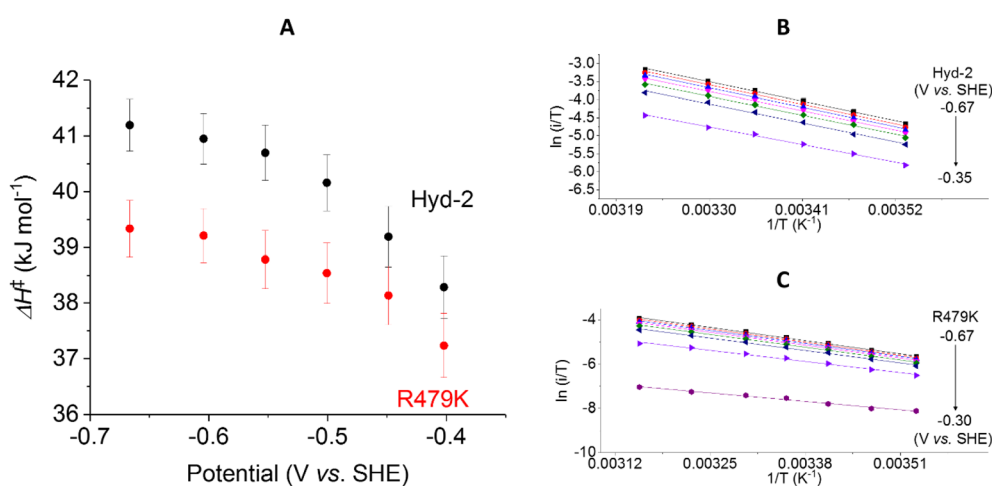 A
42
41
40
39
38
37
36
ΔH‡ (kJ mol-1)
Hyd-2
R479K
-0.7
-0.6
-0.5
-0.4
Potential (V vs. SHE)
B
-3.0
-3.5
-4.0
-4.5
-5.0
-5.5
-6.0
-6.5
ln (i/T)
0.00319
0.00330
0.00341
0.00352
1/T (K-1)
Hyd-2
(V vs. SHE)
-0.67
-0.35
C
-4
-6
-8
-10
ln (i/T)
0.00312
0.00325
0.00338
0.00351
1/T (K-1)
R479K
-0.67
-0.30
(V vs. SHE)